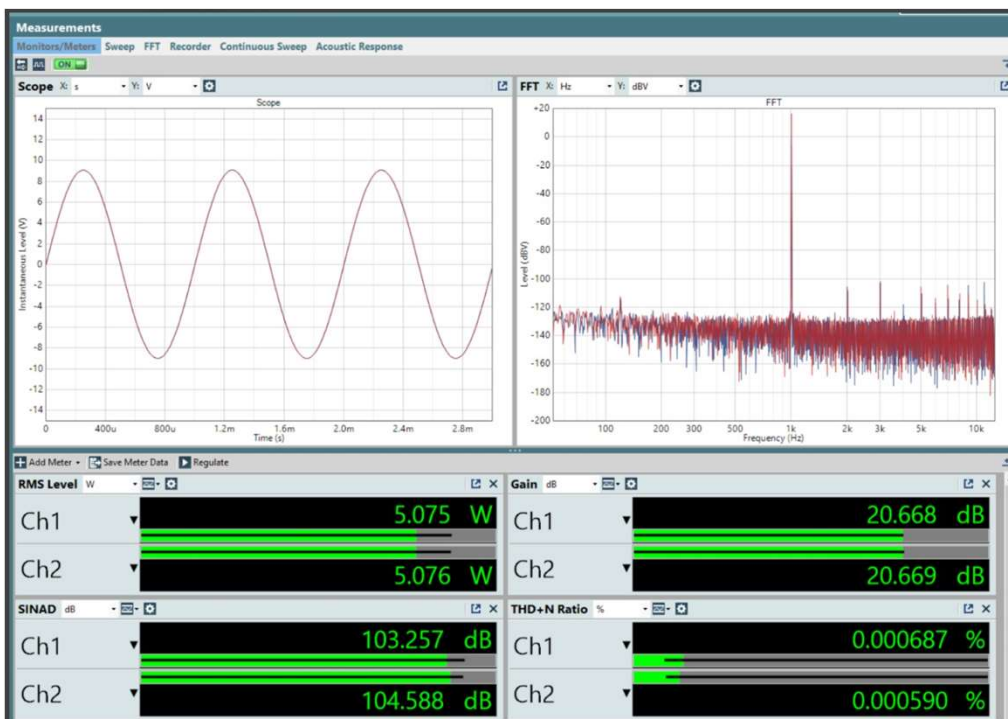 Measurements
Monitors/Meters Sweep FFT Recorder Continuous Sweep Acoustic Response
ON
Scope X: s Y: V
Scope
14
12
10
8
6
4
2
0
-2
-4
-6
-8
-10
-12
-14
Instantaneous Level (V)
0 400u 800u 1.2m 1.6m 2.0m 2.4m 2.8m
Time (s)
FFT X: Hz Y: dBV
FFT
+20
0
-20
-40
-60
-80
-100
-120
-140
-160
-180
-200
Level (dBV)
100 200 300 500 1k 2k 3k 5k 10k
Frequency (Hz)
Add Meter Save Meter Data Regulate
RMS Level W
Ch1 5.075 W
Ch2 5.076 W
Gain dB
Ch1 20.668 dB
Ch2 20.669 dB
SINAD dB
Ch1 103.257 dB
Ch2 104.588 dB
THD+N Ratio %
Ch1 0.000687 %
Ch2 0.000590 %